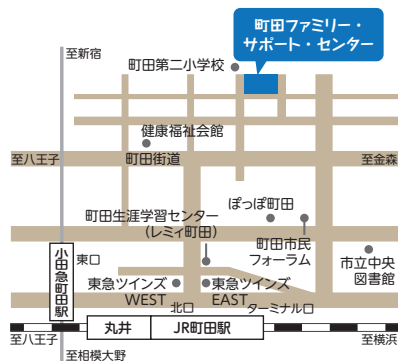 町田ファミリー・
サポート・センター
至新宿
町田第二小学校
健康福祉会館
至八王子
町田街道
至金森
ぽっぽ町田
町田生涯学習センター
（レミィ町田）
町田市民
フォーラム
小田急町田駅
東口
市立中央
図書館
東急ツインズ
WEST
東急ツインズ
EAST
北口
ターミナル口
丸井
JR町田駅
至八王子
至横浜
至相模大野